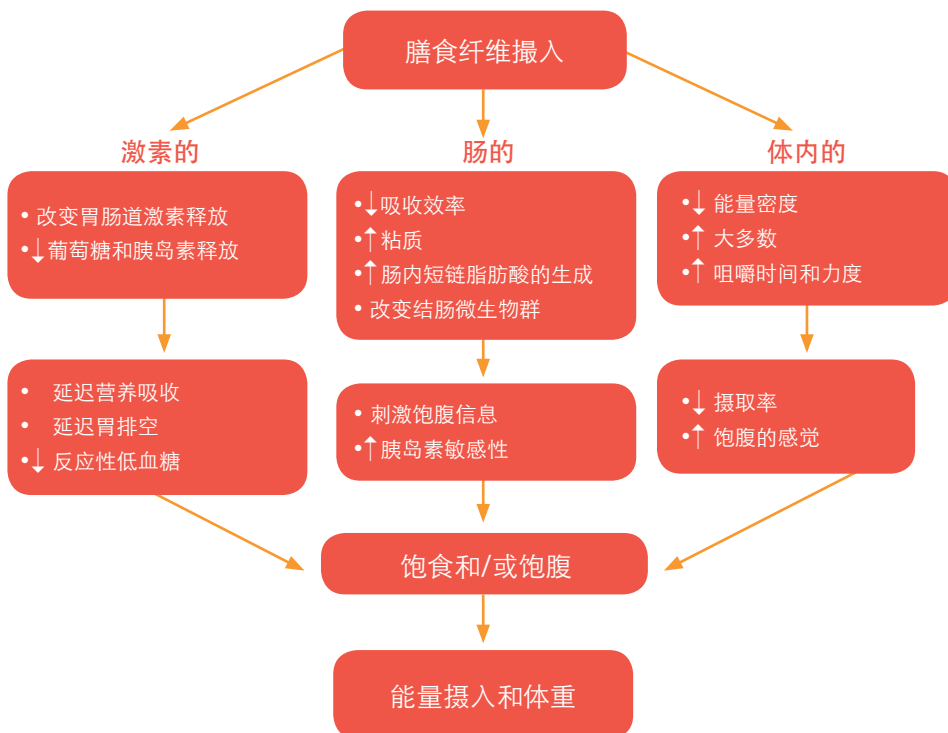 膳食纤维撮入
激素的
肠的
体内的
• 改变胃肠道激素释放
•↓葡萄糖和胰岛素释放
•↓吸收效率
•↑粘质
•↑肠内短链脂肪酸的生成
• 改变结肠微生物群
•↓ 能量密度
•↑ 大多数
•↑ 咀嚼时间和力度
• 延迟营养吸收
• 延迟胃排空
•↓ 反应性低血糖
• 刺激饱腹信息
•↑胰岛素敏感性
•↓ 摄取率
•↑ 饱腹的感觉
饱食和/或饱腹
能量摄入和体重